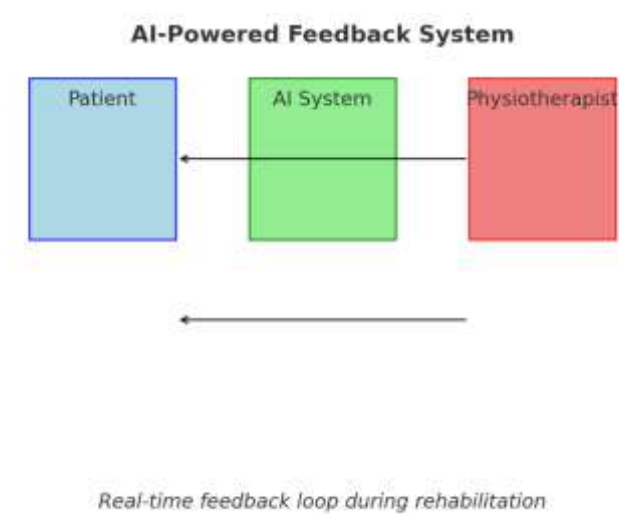 AI-Powered Feedback System
Patient
AI System
Physiotherapist
Real-time feedback loop during rehabilitation